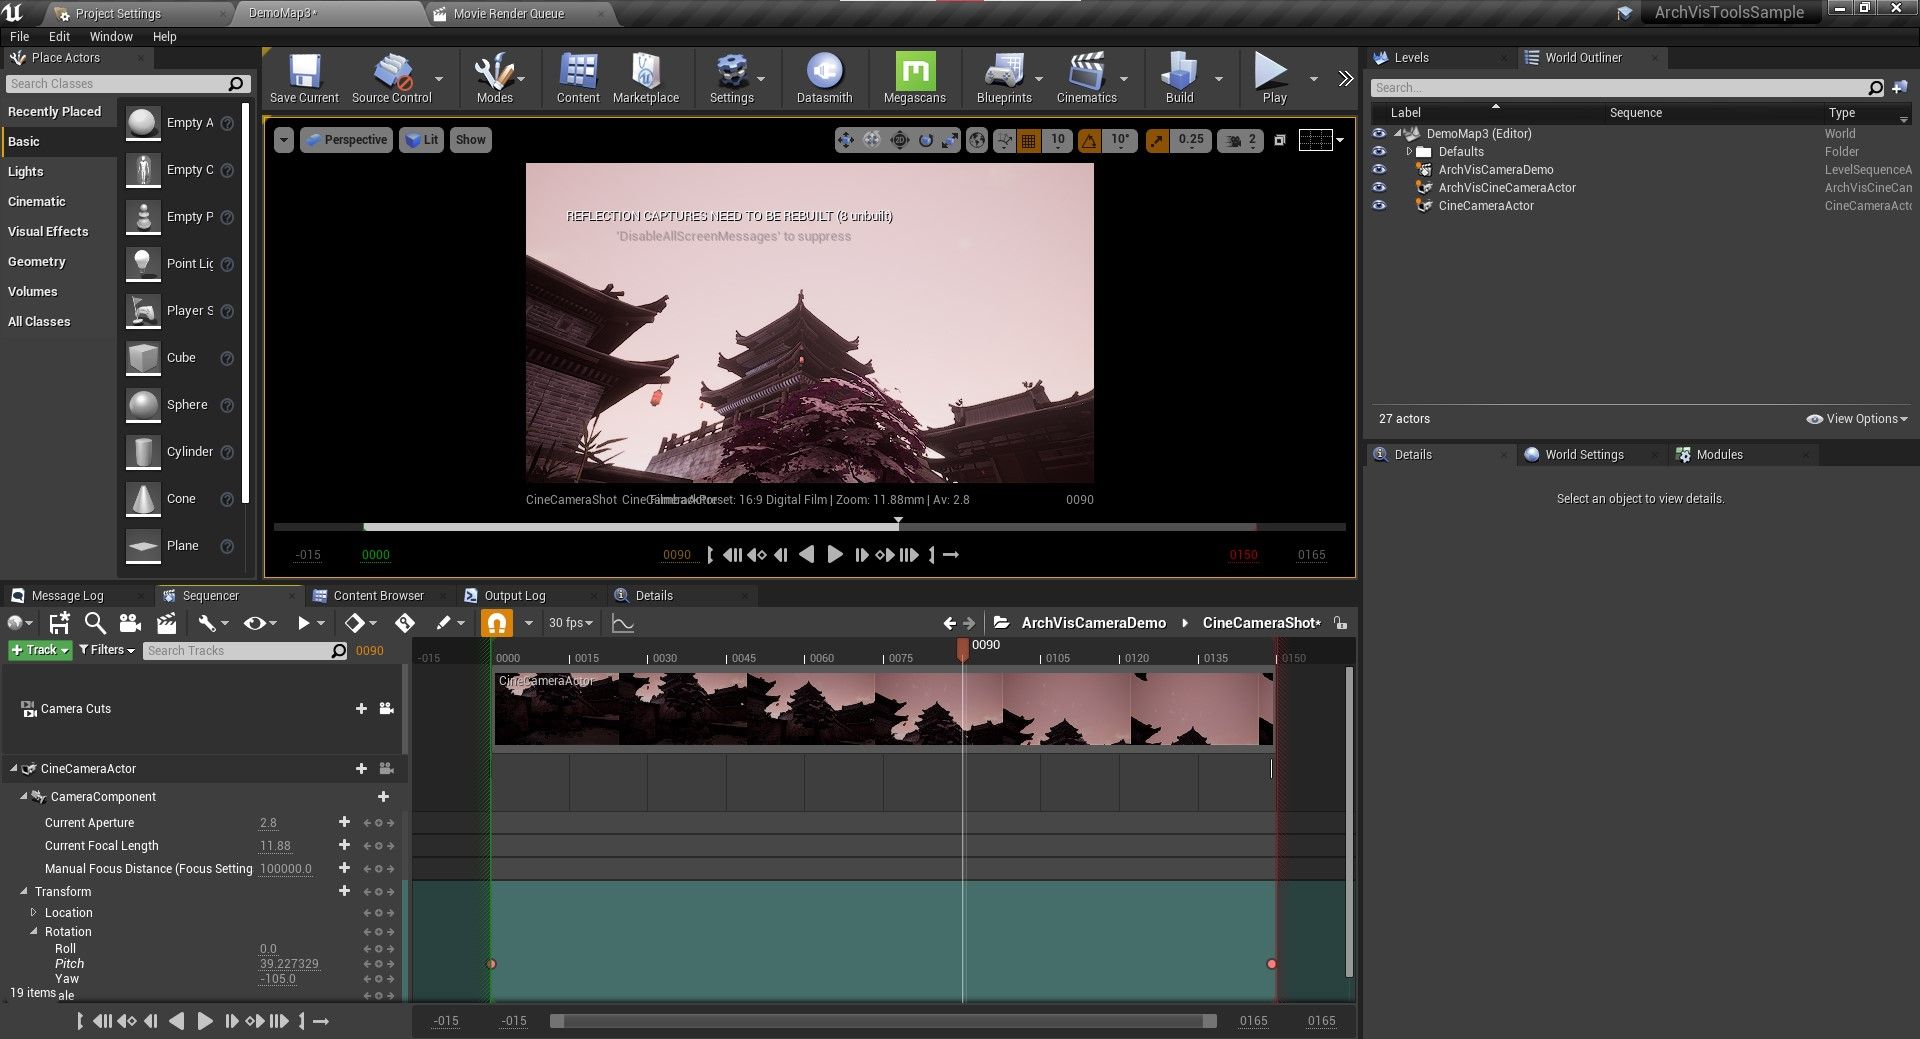 Project Settings
DemoMap3*
Movie Render Queue
ArchVisToolsSample
File Edit Window Help
Place Actors
Search Classes
Recently Placed
Basic
Lights
Cinematic
Visual Effects
Geometry
Volumes
All Classes
Empty A
Empty C
Empty P
Point Lig
Player S
Cube
Sphere
Cylinder
Cone
Plane
Save Current
Source Control
Modes
Content
Marketplace
Settings
Datasmith
Megascans
Blueprints
Cinematics
Build
Play
Perspective
Lit
Show
10
10°
0.25
2
REFLECTION CAPTURES NEED TO BE REBUILT (3 unbuilt)
'DisableAllScreenMessages' to suppress
CineCameraShot
Preset: 16:9 Digital Film | Zoom: 11.88mm | Av: 2.8
0090
-015 0000 0090 0150 0165
Levels
World Outliner
Search...
Label Sequence Type
DemoMap3 (Editor) World
Defaults Folder
ArchVisCameraDemo LevelSequenceA
ArchVisCineCameraActor ArchVisCineCam
CineCameraActor CineCameraActo
27 actors
View Options
Details
World Settings
Modules
Select an object to view details.
Message Log
Sequencer
Content Browser
Output Log
Details
30 fps
ArchVisCameraDemo
CineCameraShot*
Track
Filters
Search Tracks
0090
-015 0000 0015 0030 0045 0060 0075 0090 0105 0120 0135 0150
CineCameraActor
Camera Cuts
CineCameraActor
CameraComponent
Current Aperture 2.8
Current Focal Length 11.88
Manual Focus Distance (Focus Setting 100000.0
Transform
Location
Rotation
Roll 0.0
Pitch 39.227329
Yaw -105.0
19 items
ale
-015 -015 0165 0165